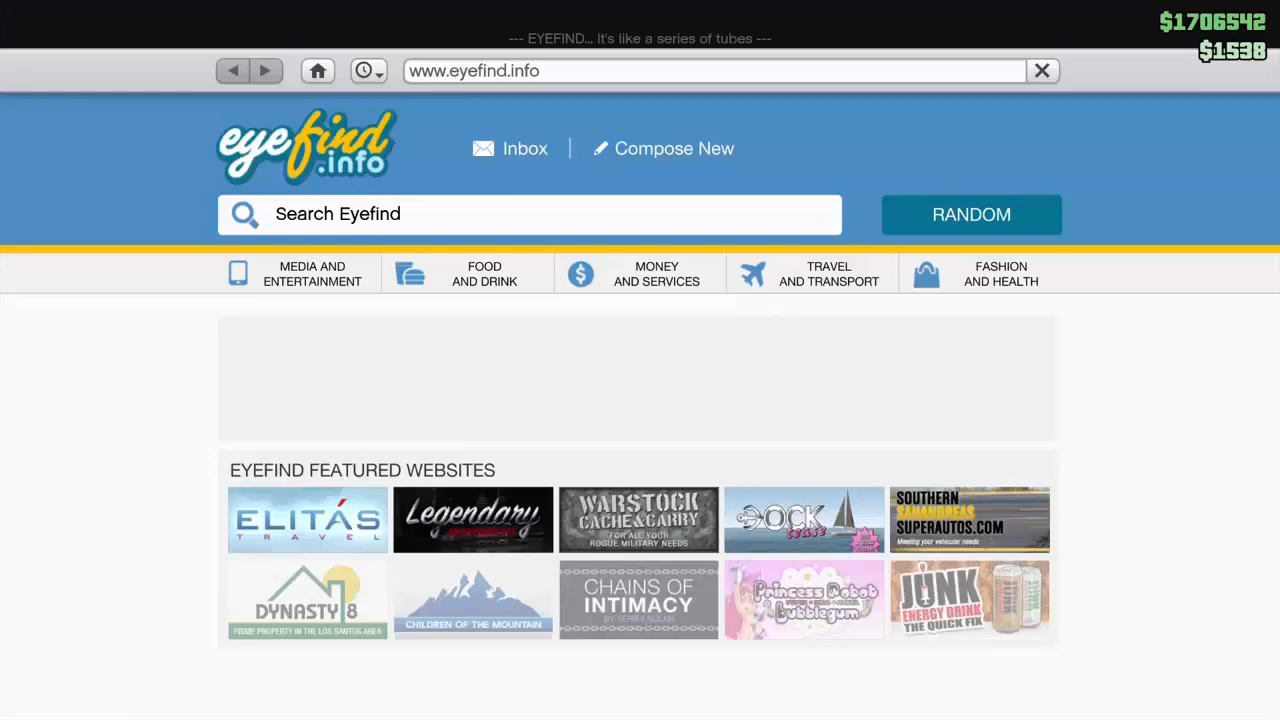 $1706542
--- EYEFIND... It's like a series of tubes ---
$1538
www.eyefind.info
eyefind
.info
Inbox
Compose New
Search Eyefind
RANDOM
MEDIA AND
ENTERTAINMENT
FOOD
AND DRINK
MONEY
AND SERVICES
TRAVEL
AND TRANSPORT
FASHION
AND HEALTH
EYEFIND FEATURED WEBSITES
ELITÁS
TRAVEL
Legendary
WARSTOCK
CACHE&CARRY
FOR ALL YOUR
ROGUE MILITARY NEEDS
DOCK
tease
SOUTHERN
SANANDREAS
SUPERAUTOS.COM
Meeting your vehicular needs
DYNASTY 8
PRIME PROPERTY IN THE LOS SANTOS AREA
CHILDREN OF THE MOUNTAIN
CHAINS OF
INTIMACY
Princess Robot
Bubblegum
JUNK
ENERGY DRINK
THE QUICK FIX